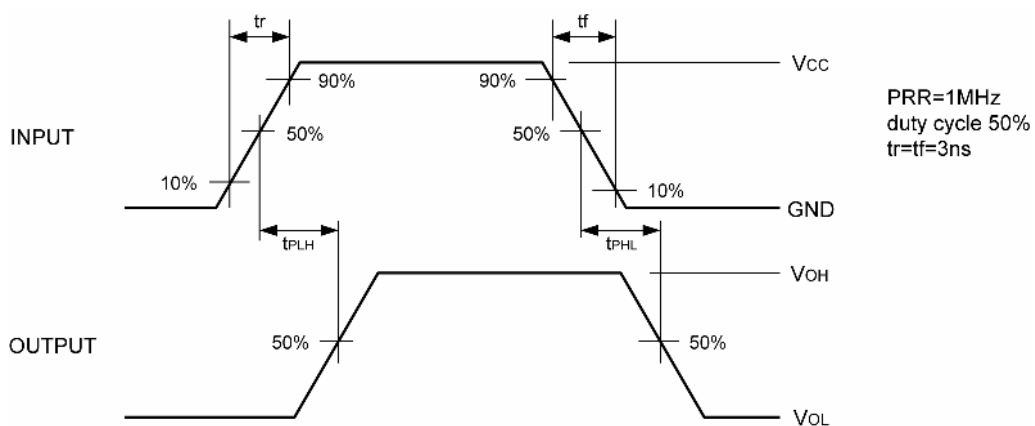 tr
tf
90%
90%
VCC
PRR=1MHz
duty cycle 50%
tr=tf=3ns
INPUT
50%
50%
10%
10%
GND
tPLH
tPHL
VOH
OUTPUT
50%
50%
VOL